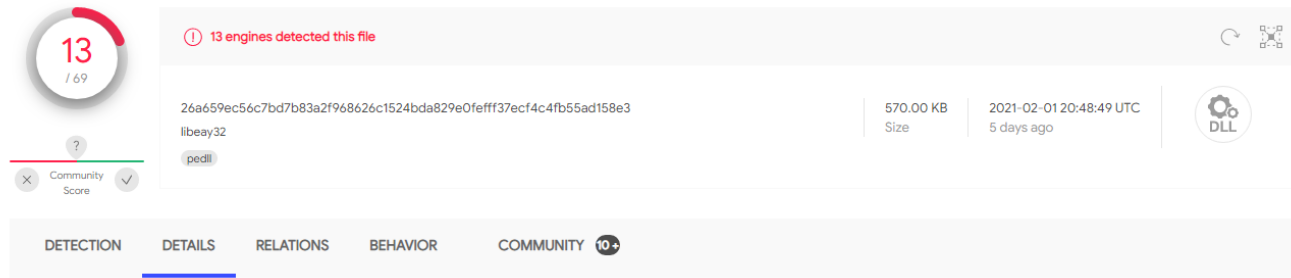 13
/ 69
13 engines detected this file
26a659ec56c7bd7b83a2f968626c1524bda829e0fefff37ecf4c4fb55ad158e3
libeay32
pedll
570.00 KB
Size
2021-02-01 20:48:49 UTC
5 days ago
DLL
?
Community
Score
DETECTION
DETAILS
RELATIONS
BEHAVIOR
COMMUNITY 10+